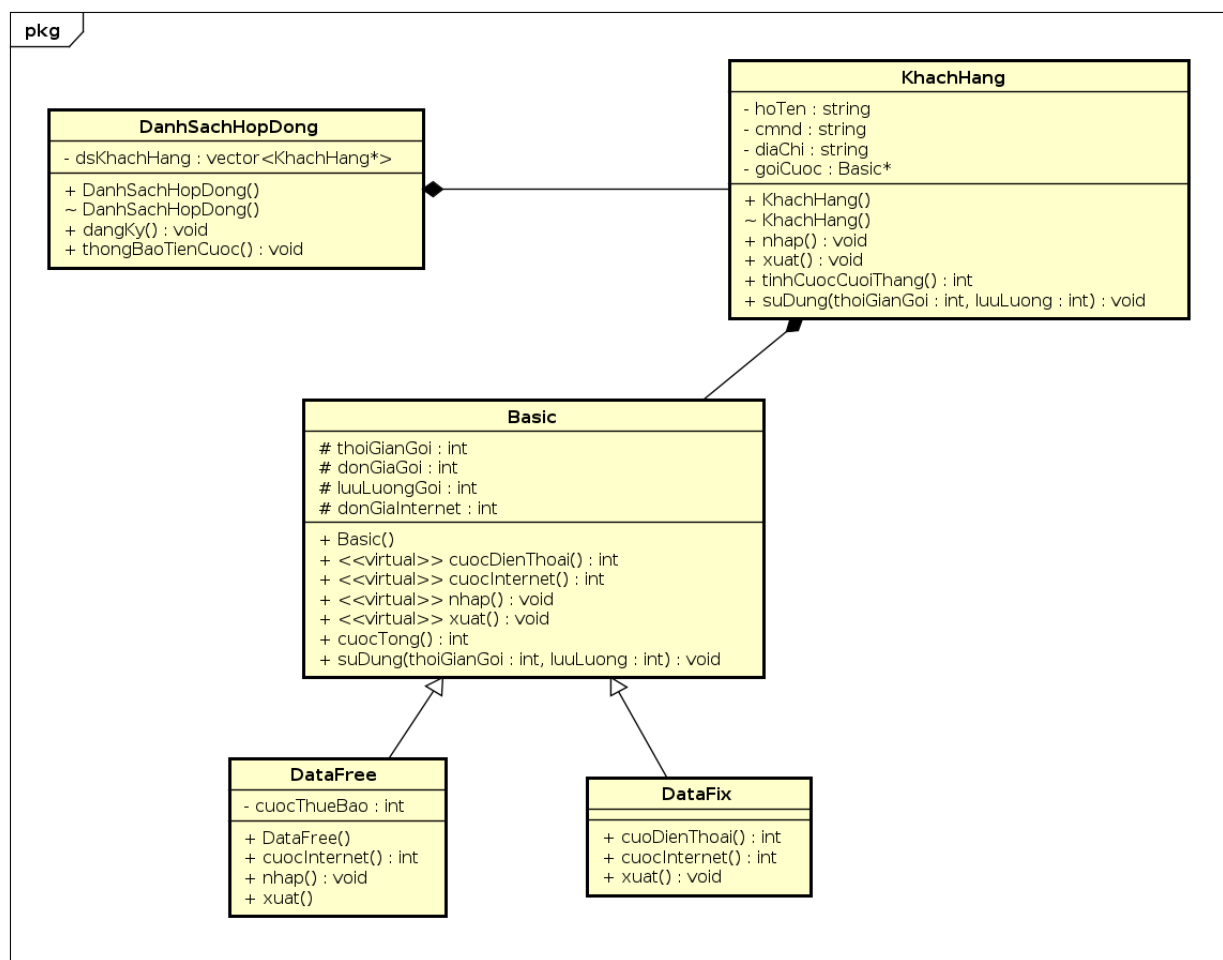 pkg
KhachHang
- hoTen : string
- cmnd : string
- diaChi : string
- goiCuoc : Basic*
+ KhachHang()
~ KhachHang()
+ nhap() : void
+ xuat() : void
+ tinhCuocCuoiThang() : int
+ suDung(thoiGianGoi : int, luuLuong : int) : void
DanhSachHopDong
- dsKhachHang : vector<KhachHang*>
+ DanhSachHopDong()
~ DanhSachHopDong()
+ dangKy() : void
+ thongBaoTienCuoc() : void
Basic
# thoiGianGoi : int
# donGiaGoi : int
# luuLuongGoi : int
# donGiaInternet : int
+ Basic()
+ <<virtual>> cuocDienThoai() : int
+ <<virtual>> cuocInternet() : int
+ <<virtual>> nhap() : void
+ <<virtual>> xuat() : void
+ cuocTong() : int
+ suDung(thoiGianGoi : int, luuLuong : int) : void
DataFree
- cuocThueBao : int
+ DataFree()
+ cuocInternet() : int
+ nhap() : void
+ xuat()
DataFix
+ cuoDienThoai() : int
+ cuocInternet() : int
+ xuat() : void